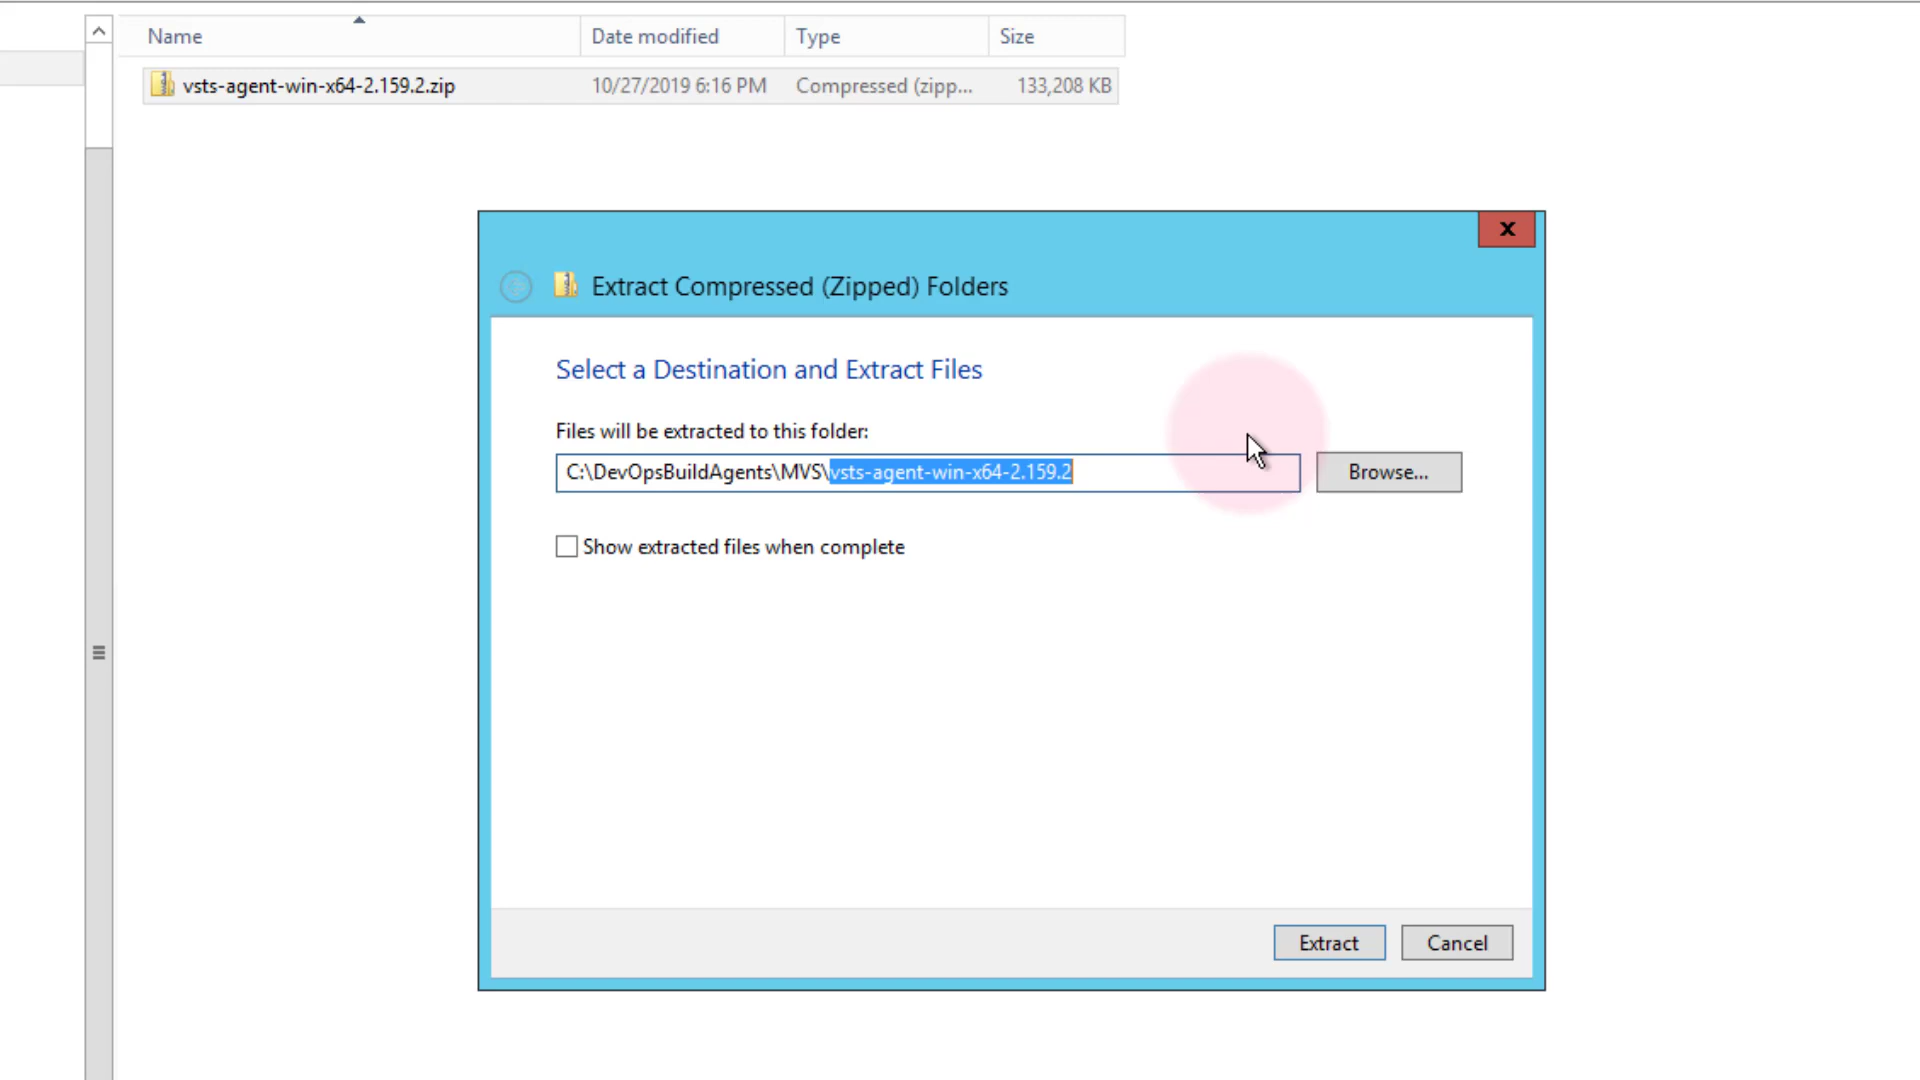 Name Date modified Type Size
vsts-agent-win-x64-2.159.2.zip 10/27/2019 6:16 PM Compressed (zipp... 133,208 KB
x
Extract Compressed (Zipped) Folders
Select a Destination and Extract Files
Files will be extracted to this folder:
C:\DevOpsBuildAgents\MVS\vsts-agent-win-x64-2.159.2 Browse...
Show extracted files when complete
Extract Cancel